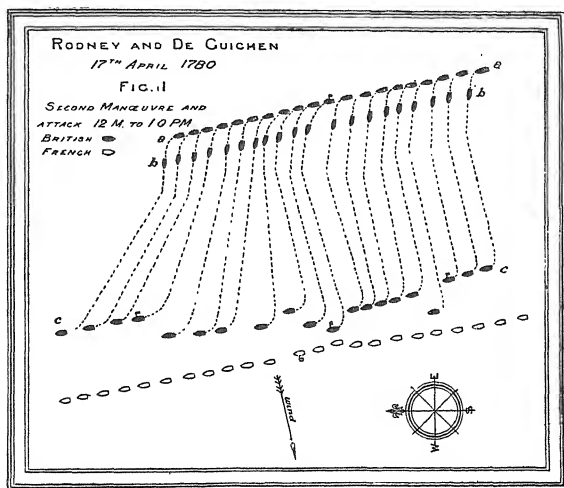 RODNEY AND DE GUICHEN
17TH APRIL 1780
FIG. II
SECOND MANŒUVRE AND
ATTACK 12 M. TO 1 0 PM
BRITISH
FRENCH
a
b
a
b
r
c
r
r
r
c
G
WIND
E
S
W